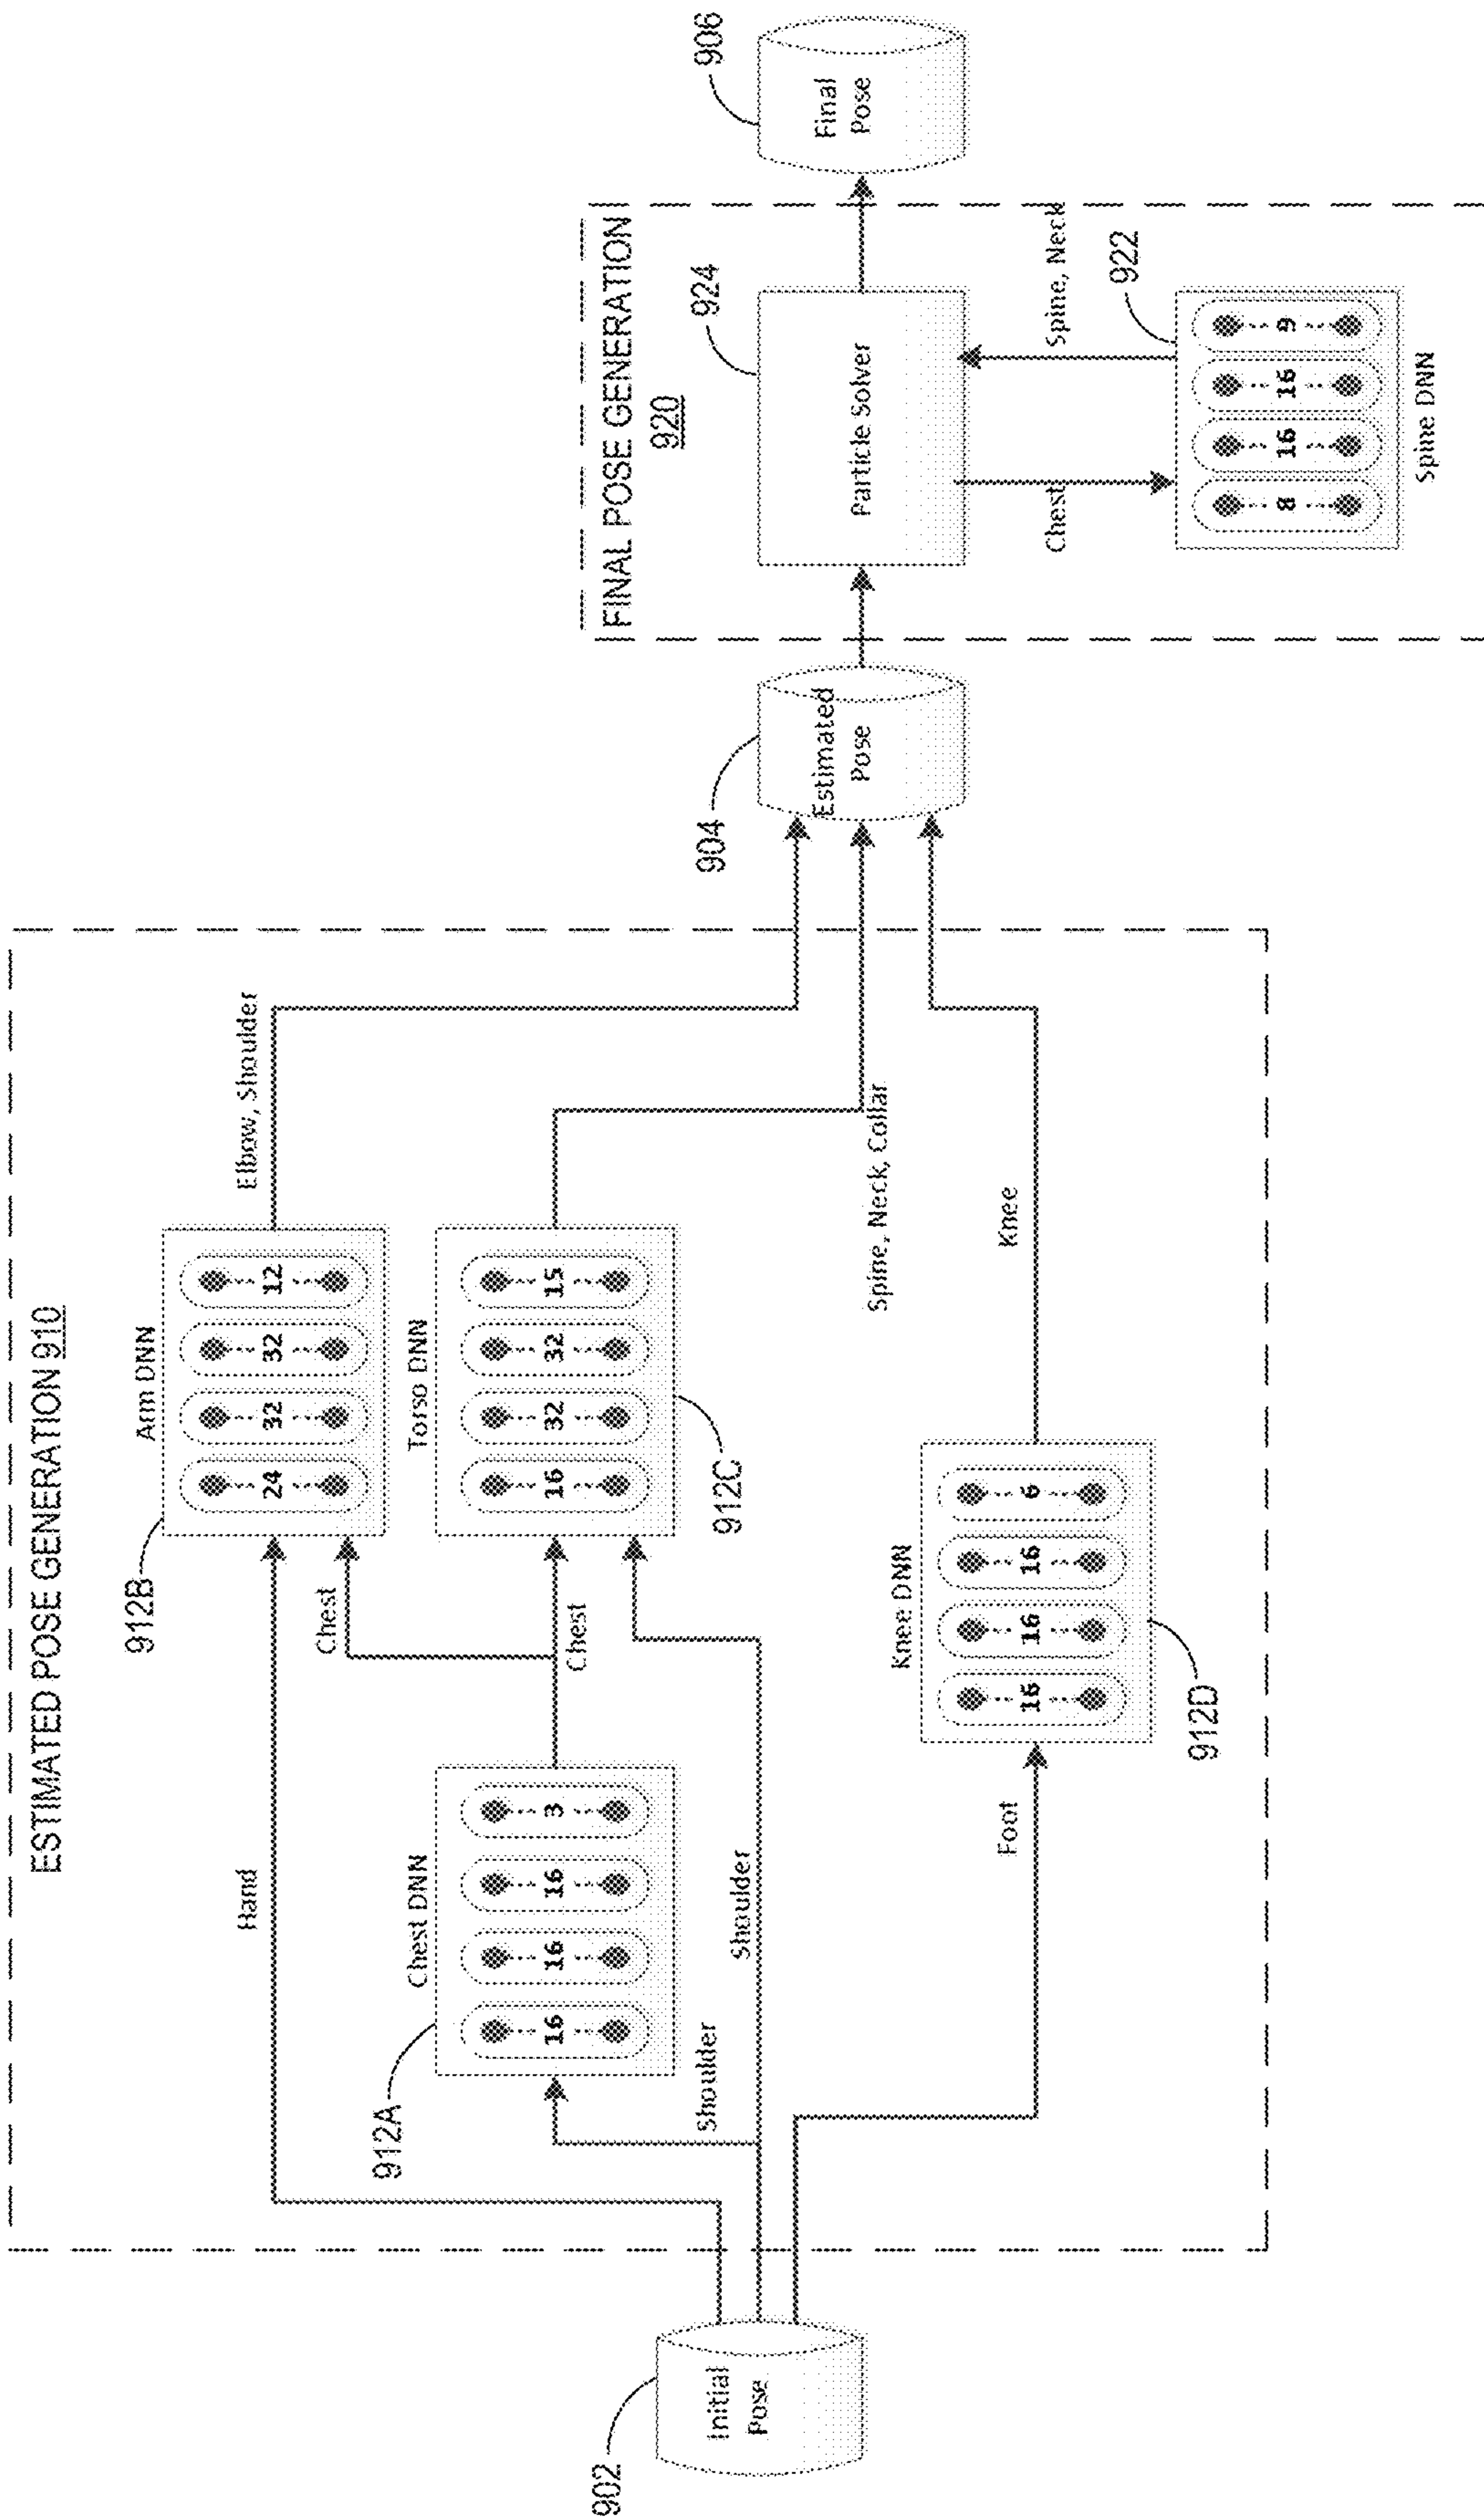 ESTIMATED POSE GENERATION 910
902
Initial
Pose
Hand
Shoulder
Shoulder
Foot
912A
Chest DNN
16
16
16
3
Chest
Chest
912B
Arm DNN
24
32
32
12
Elbow, Shoulder
Torso DNN
16
32
32
15
912C
Spine, Neck, Collar
Knee DNN
16
16
16
6
912D
Knee
904
Estimated
Pose
FINAL POSE GENERATION
920
924
Particle Solver
Chest
Spine, Neck
922
8
16
16
9
Spine DNN
906
Final
Pose